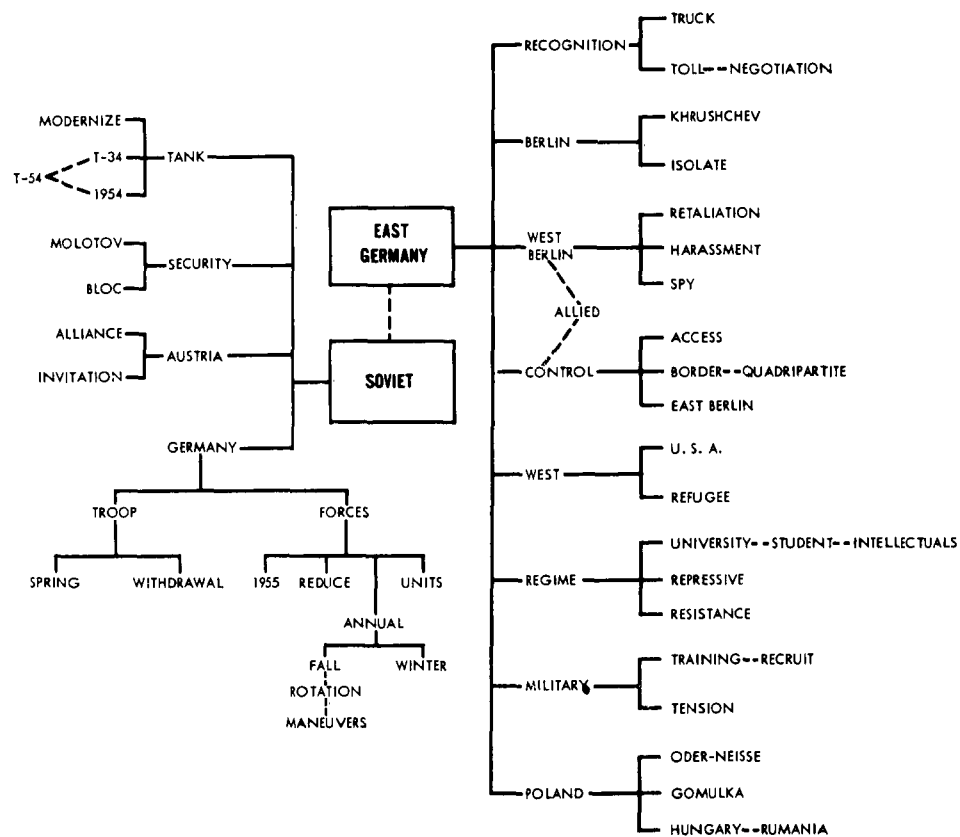 MODERNIZE
T-34
TANK
T-54
1954
MOLOTOV
SECURITY
BLOC
ALLIANCE
AUSTRIA
INVITATION
GERMANY
TROOP
FORCES
SPRING
WITHDRAWAL
1955
REDUCE
UNITS
ANNUAL
FALL
WINTER
ROTATION
MANEUVERS
EAST
GERMANY
SOVIET
RECOGNITION
TRUCK
TOLL--NEGOTIATION
BERLIN
KHRUSHCHEV
ISOLATE
WEST
BERLIN
RETALIATION
HARASSMENT
SPY
ALLIED
CONTROL
ACCESS
BORDER--QUADRIPARTITE
EAST BERLIN
WEST
U. S. A.
REFUGEE
REGIME
UNIVERSITY--STUDENT--INTELLECTUALS
REPRESSIVE
RESISTANCE
MILITARY
TRAINING--RECRUIT
TENSION
POLAND
ODER-NEISSE
GOMULKA
HUNGARY--RUMANIA